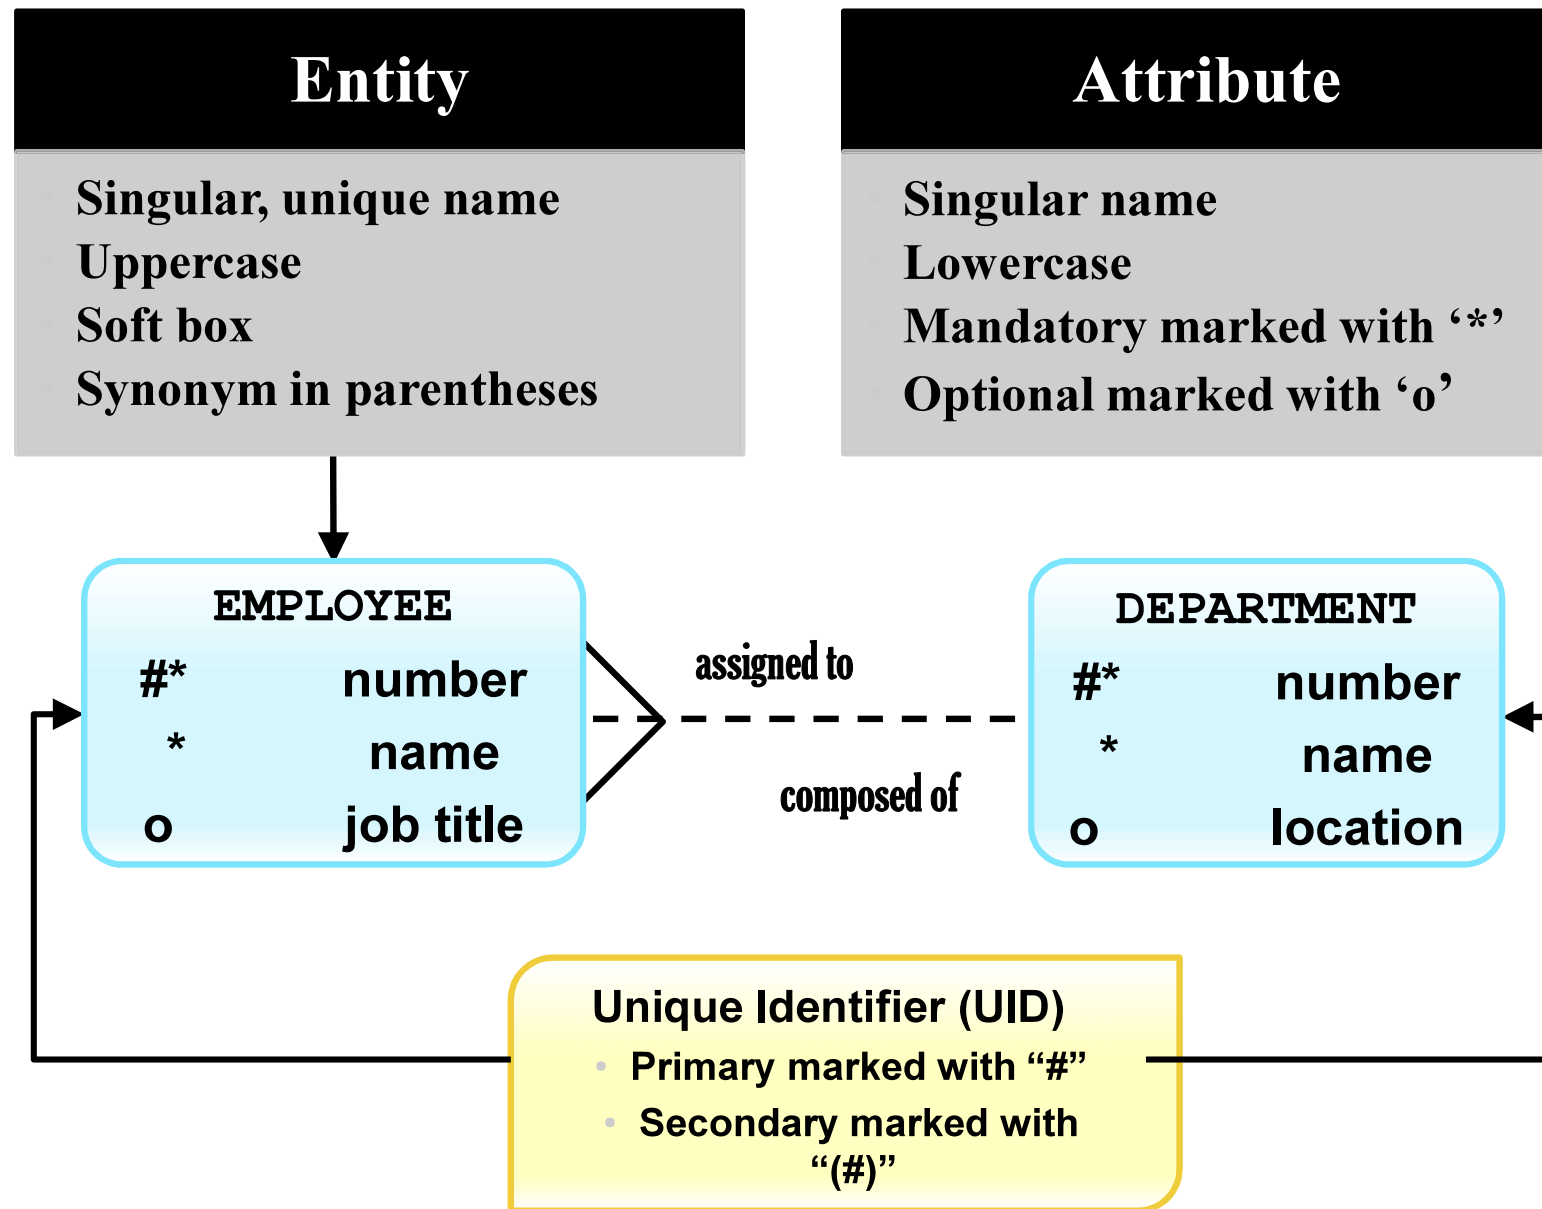 Entity
Singular, unique name
Uppercase
Soft box
Synonym in parentheses
Attribute
Singular name
Lowercase
Mandatory marked with ‘*’
Optional marked with ‘o’
EMPLOYEE
#* number
* name
o job title
assigned to
composed of
DEPARTMENT
#* number
* name
o location
Unique Identifier (UID)
• Primary marked with “#”
• Secondary marked with
“(#)”